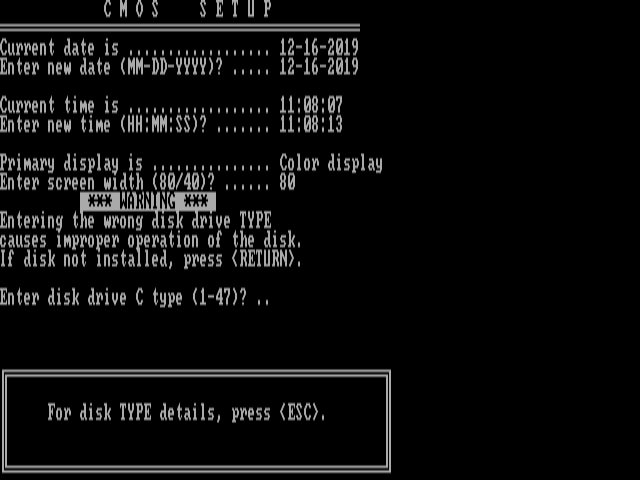 C M O S   S E T U P
Current date is .................. 12-16-2019
Enter new date (MM-DD-YYYY)? ..... 12-16-2019
Current time is .................. 11:08:07
Enter new time (HH:MM:SS)? ....... 11:08:13
Primary display is ............... Color display
Enter screen width (80/40)? ...... 80
*** WARNING ***
Entering the wrong disk drive TYPE
causes improper operation of the disk.
If disk not installed, press <RETURN>.
Enter disk drive C type (1-47)? ..
For disk TYPE details, press <ESC>.